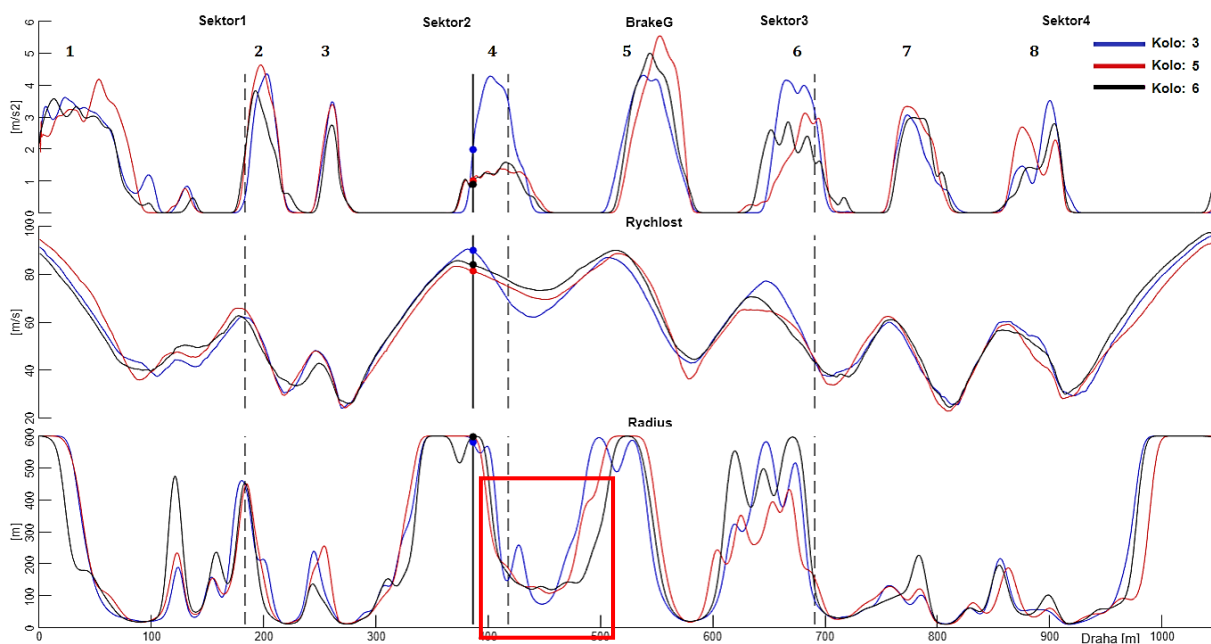 Sektor1 Sektor2 BrakeG Sektor3 Sektor4
1 2 3 4 5 6 7 8
Kolo: 3
Kolo: 5
Kolo: 6
6
5
4
3
2
1
0
[m/s2]
Rychlost
100
80
60
40
20
[m/s]
Radius
600
500
400
300
200
100
0
[m]
0 100 200 300 400 500 600 700 800 900 1000
Draha [m]